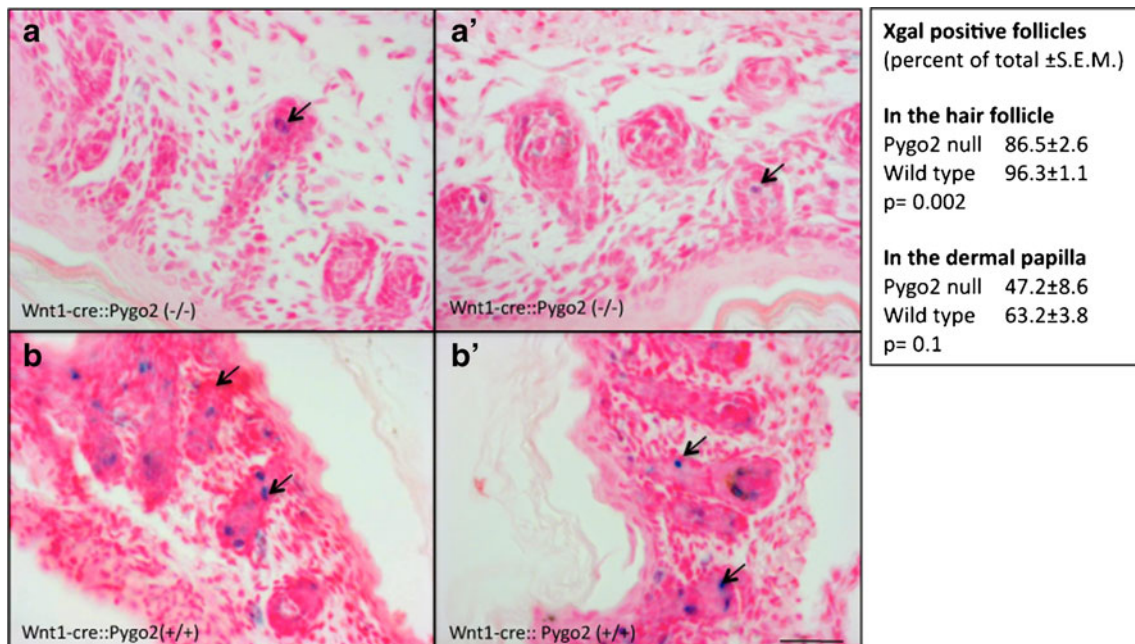 a
a'
Wnt1-cre::Pygo2 (-/-)
Wnt1-cre::Pygo2 (-/-)
b
b'
Wnt1-cre::Pygo2(+/+)
Wnt1-cre:: Pygo2 (+/+)
Xgal positive follicles
(percent of total ±S.E.M.)
In the hair follicle
Pygo2 null 86.5±2.6
Wild type 96.3±1.1
p= 0.002
In the dermal papilla
Pygo2 null 47.2±8.6
Wild type 63.2±3.8
p= 0.1